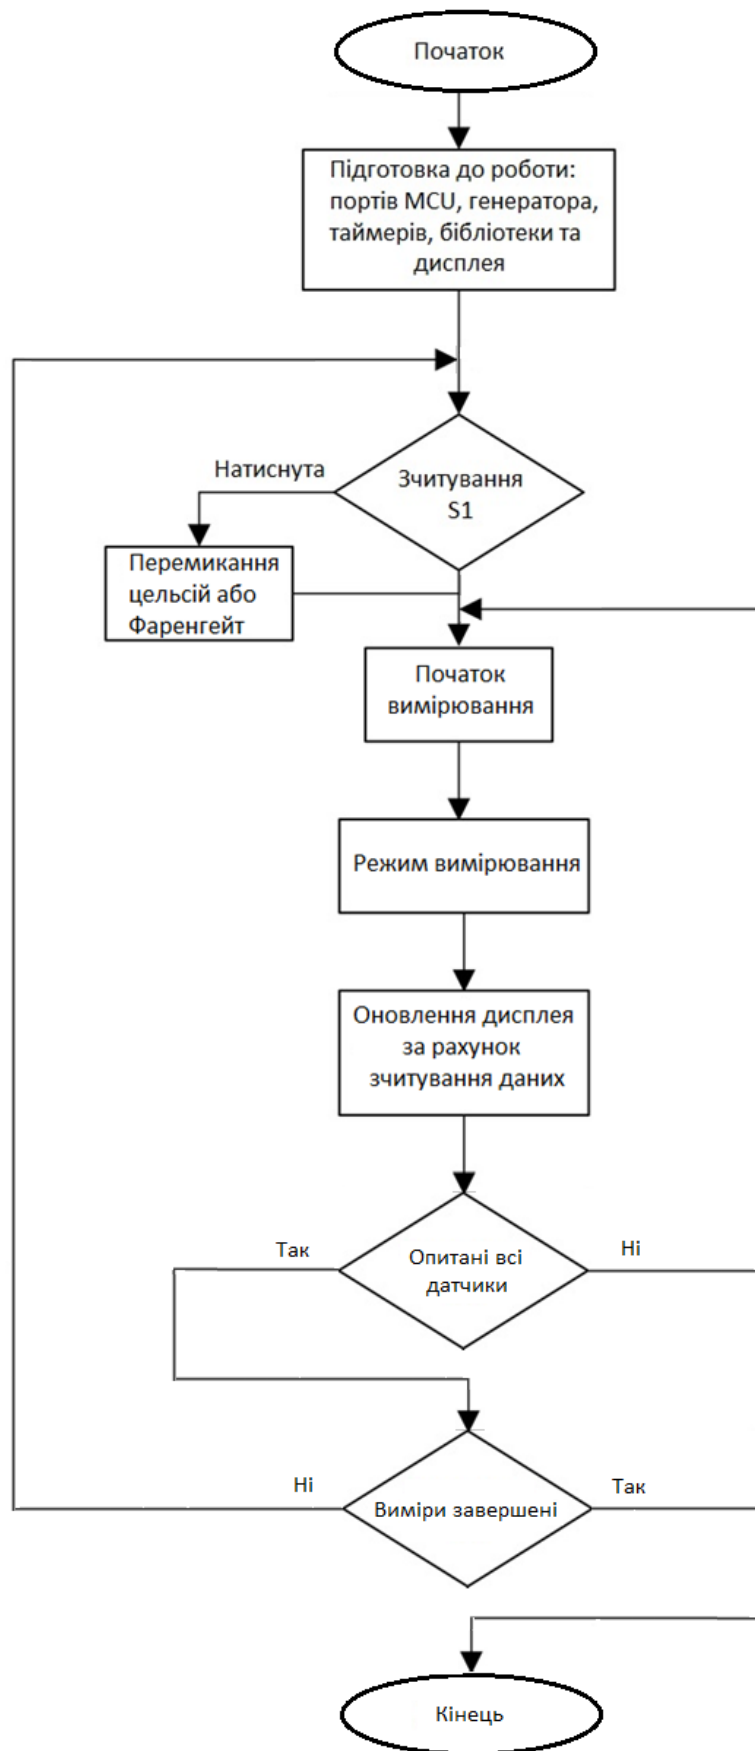 Початок
Підготовка до роботи:
портів MCU, генератора,
таймерів, бібліотеки та
дисплея
Натиснута
Зчитування
S1
Перемикання
цельсій або
Фаренгейт
Початок
вимірювання
Режим вимірювання
Оновлення дисплея
за рахунок
зчитування даних
Так
Опитані всі
датчики
Ні
Ні
Виміри завершені
Так
Кінець